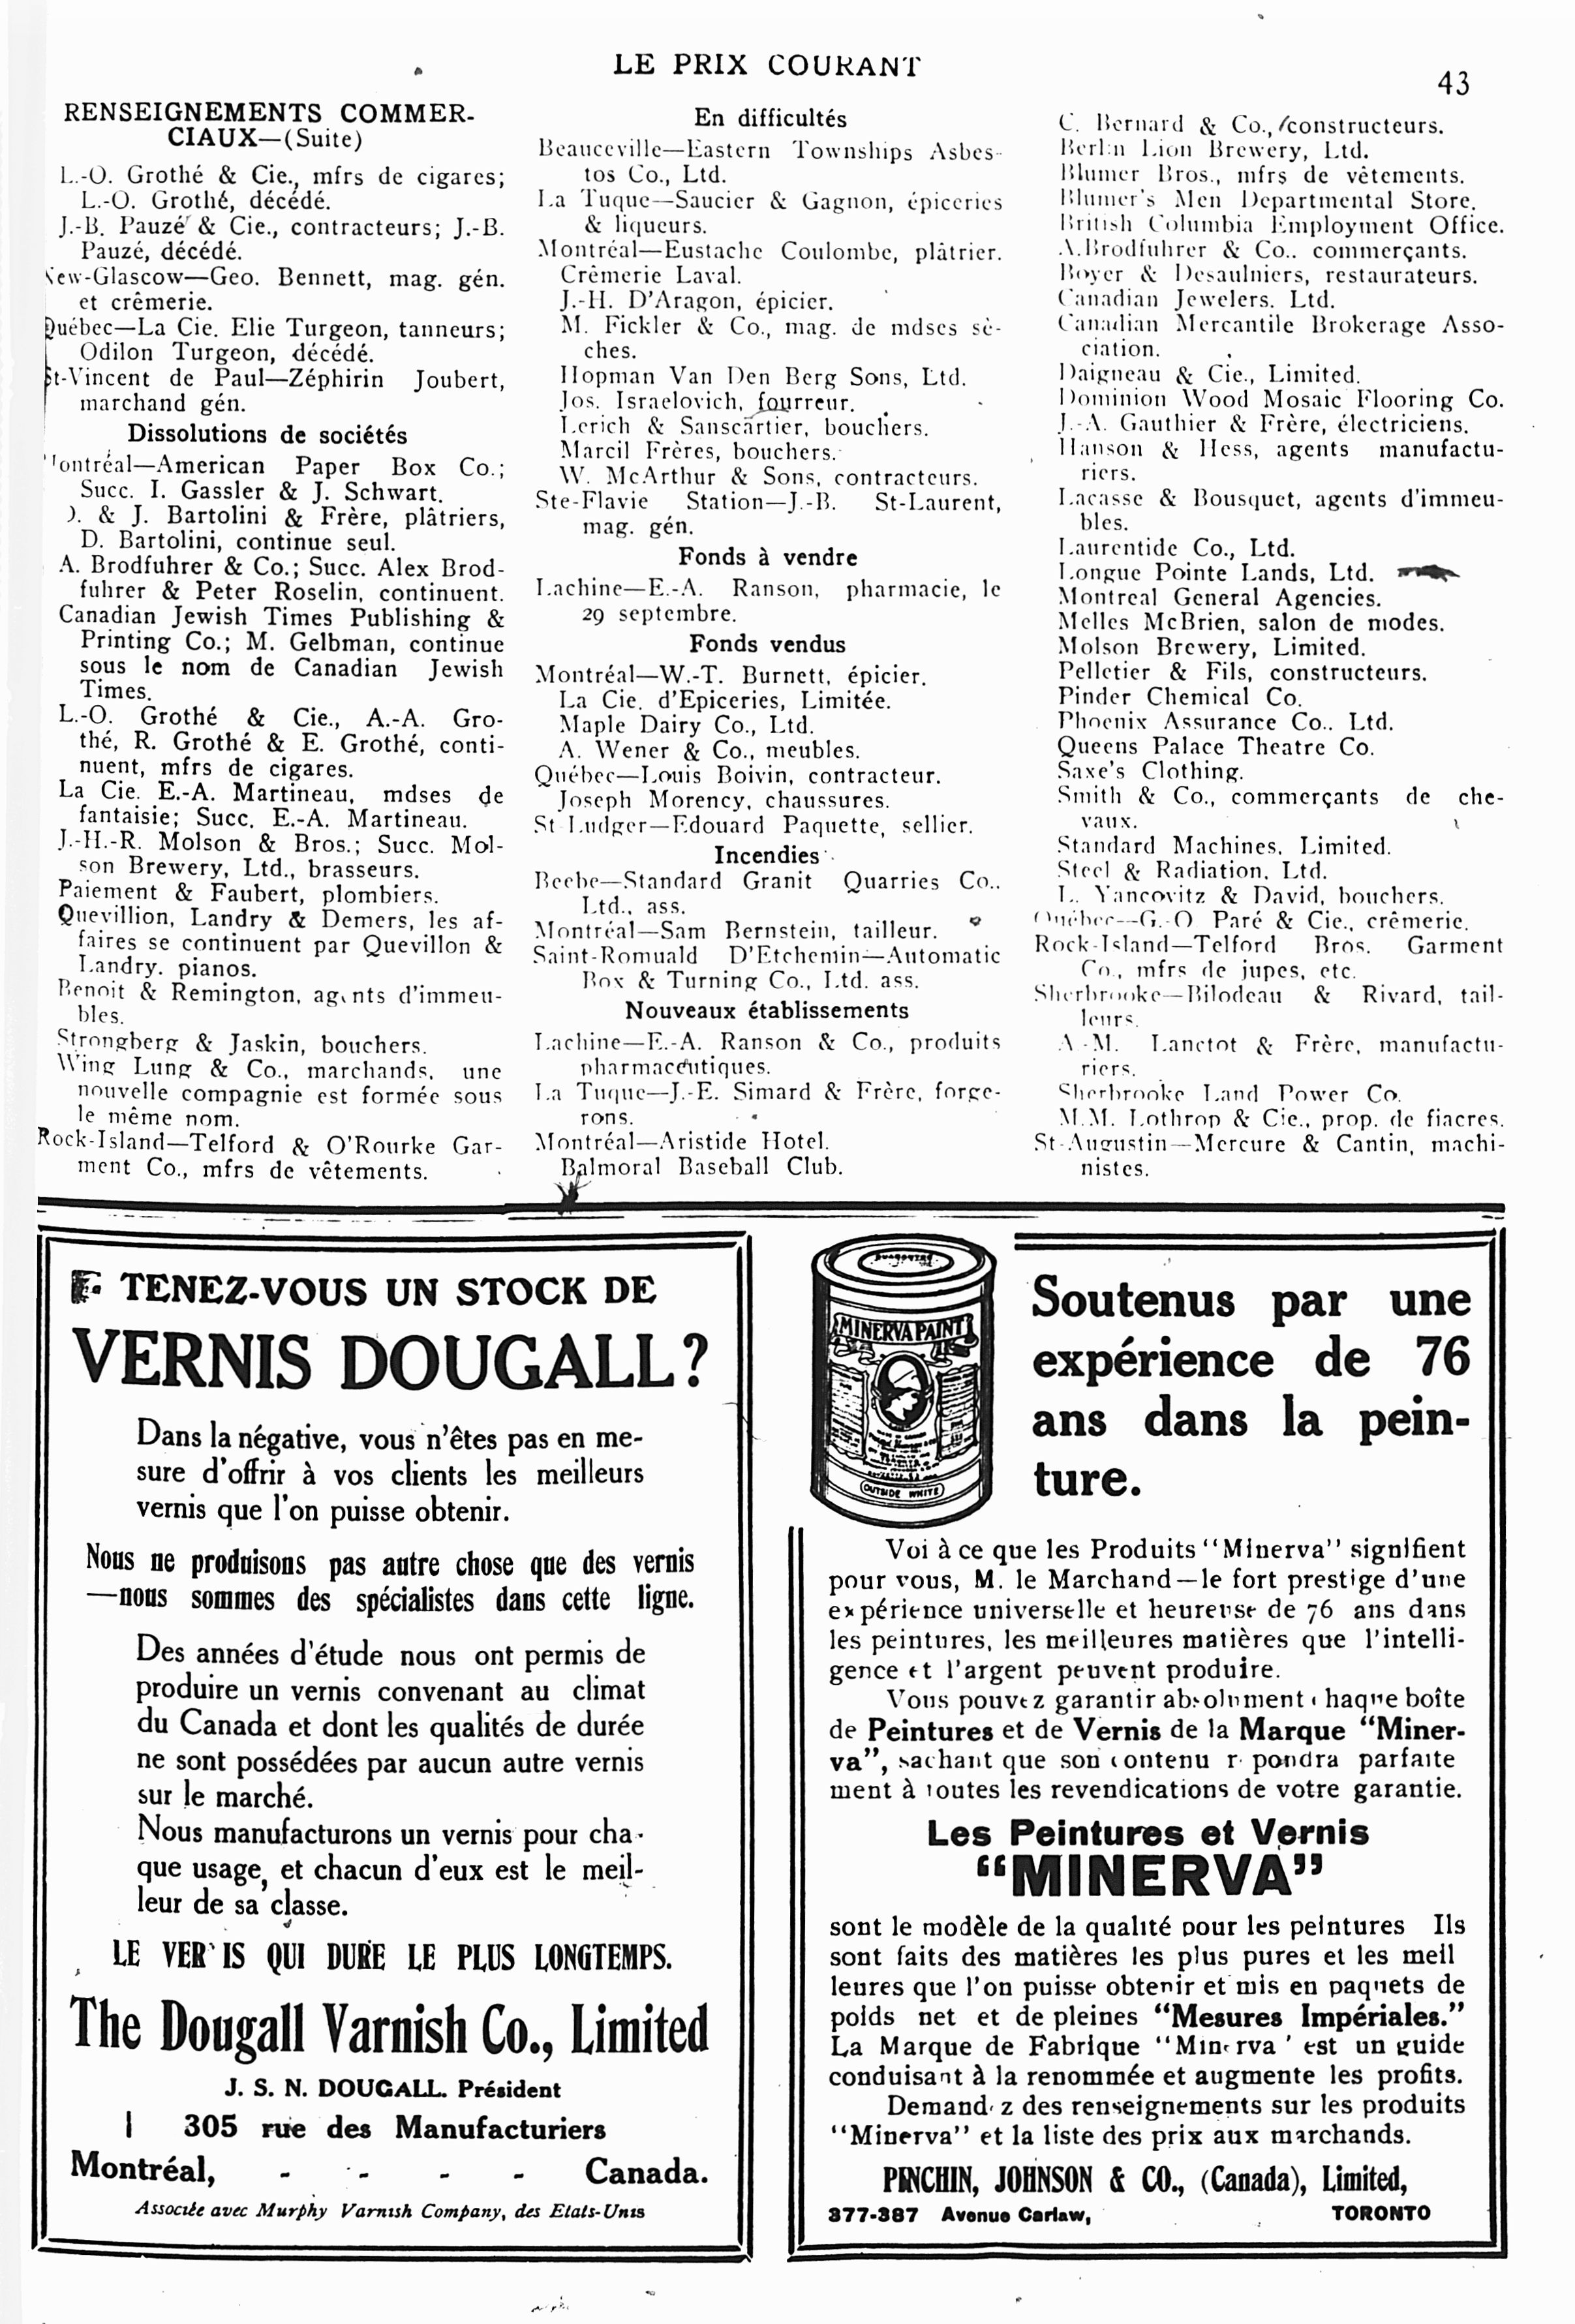 LE PRIX COURANT
43
RENSEIGNEMENTS COMMER-
CIAUX—(Suite)
L.-O. Grothé & Cie., mfrs de cigares;
L.-O. Grothé, décédé.
J.-B. Pauzé & Cie., contracteurs; J.-B.
Pauzé, décédé.
New-Glascow—Geo. Bennett, mag. gén.
et crêmerie.
Québec—La Cie. Elie Turgeon, tanneurs;
Odilon Turgeon, décédé.
St-Vincent de Paul—Zéphirin Joubert,
marchand gén.
Dissolutions de sociétés
Montréal—American Paper Box Co.;
Succ. I. Gassler & J. Schwart.
D. & J. Bartolini & Frère, plâtriers,
D. Bartolini, continue seul.
A. Brodfuhrer & Co.; Succ. Alex Brod-
fuhrer & Peter Roselin, continuent.
Canadian Jewish Times Publishing &
Printing Co.; M. Gelbman, continue
sous le nom de Canadian Jewish
Times.
L.-O. Grothé & Cie., A.-A. Gro-
thé, R. Grothé & E. Grothé, conti-
nuent, mfrs de cigares.
La Cie. E.-A. Martineau, mdses de
fantaisie; Succ. E.-A. Martineau.
J.-H.-R. Molson & Bros.; Succ. Mol-
son Brewery, Ltd., brasseurs.
Paiement & Faubert, plombiers.
Quevillion, Landry & Demers, les af-
faires se continuent par Quevillon &
Landry. pianos.
Benoit & Remington, agents d'immeu-
bles.
Strongberg & Jaskin, bouchers.
Wing Lung & Co., marchands, une
nouvelle compagnie est formée sous
le même nom.
Rock-Island—Telford & O'Rourke Gar-
ment Co., mfrs de vêtements.
En difficultés
Beauceville—Eastern Townships Asbes-
tos Co., Ltd.
La Tuque—Saucier & Gagnon, épiceries
& liqueurs.
Montréal—Eustache Coulombe, plâtrier.
Crêmerie Laval.
J.-H. D'Aragon, épicier.
M. Fickler & Co., mag. de mdses sè-
ches.
Hopman Van Den Berg Sons, Ltd.
Jos. Israelovich, fourreur.
Lerich & Sanscartier, bouchers.
Marcil Frères, bouchers.
W. McArthur & Sons, contracteurs.
Ste-Flavie Station—J.-B. St-Laurent,
mag. gén.
Fonds à vendre
Lachine—E.-A. Ranson, pharmacie, le
29 septembre.
Fonds vendus
Montréal—W.-T. Burnett, épicier.
La Cie. d'Epiceries, Limitée.
Maple Dairy Co., Ltd.
A. Wener & Co., meubles.
Québec—Louis Boivin, contracteur.
Joseph Morency, chaussures.
St Ludger—Edouard Paquette, sellier.
Incendies
Beebe—Standard Granit Quarries Co..
Ltd., ass.
Montréal—Sam Bernstein, tailleur.
Saint-Romuald D'Etchemin—Automatic
Box & Turning Co., Ltd. ass.
Nouveaux établissements
Lachine—E.-A. Ranson & Co., produits
pharmaceutiques.
La Tuque—J.-E. Simard & Frère, forge-
rons.
Montréal—Aristide Hotel.
Balmoral Baseball Club.
C. Bernard & Co., constructeurs.
Berlin Lion Brewery, Ltd.
Blumer Bros., mfrs de vêtements.
Blumer's Men Departmental Store.
British Columbia Employment Office.
A.Brodfuhrer & Co.. commerçants.
Boyer & Desaulniers, restaurateurs.
Canadian Jewelers. Ltd.
Canadian Mercantile Brokerage Asso-
ciation.
Daigneau & Cie., Limited.
Dominion Wood Mosaic Flooring Co.
J.-A. Gauthier & Frère, électriciens.
Hanson & Hess, agents manufactu-
riers.
Lacasse & Bousquet, agents d'immeu-
bles.
Laurentide Co., Ltd.
Longue Pointe Lands, Ltd.
Montreal General Agencies.
Melles McBrien, salon de modes.
Molson Brewery, Limited.
Pelletier & Fils, constructeurs.
Pinder Chemical Co.
Phoenix Assurance Co.. Ltd.
Queens Palace Theatre Co.
Saxe's Clothing.
Smith & Co., commerçants de che-
vaux.
Standard Machines, Limited.
Steel & Radiation, Ltd.
L. Yancovitz & David, bouchers.
Québec—G.-O Paré & Cie., crêmerie.
Rock-Island—Telford Bros. Garment
Co., mfrs de jupes, etc.
Sherbrooke—Bilodeau & Rivard, tail-
leurs.
A.-M. Lanctot & Frère, manufactu-
riers.
Sherbrooke Land Power Co.
M.M. Lothrop & Cie., prop. de fiacres.
St-Augustin—Mercure & Cantin, machi-
nistes.
TENEZ-VOUS UN STOCK DE
VERNIS DOUGALL?
Dans la négative, vous n'êtes pas en me-
sure d'offrir à vos clients les meilleurs
vernis que l'on puisse obtenir.
Nous ne produisons pas autre chose que des vernis
—nous sommes des spécialistes dans cette ligne.
Des années d'étude nous ont permis de
produire un vernis convenant au climat
du Canada et dont les qualités de durée
ne sont possédées par aucun autre vernis
sur le marché.
Nous manufacturons un vernis pour cha-
que usage, et chacun d'eux est le meil-
leur de sa classe.
LE VERNIS QUI DURE LE PLUS LONGTEMPS.
The Dougall Varnish Co., Limited
J. S. N. DOUGALL. Président
305 rue des Manufacturiers
Montréal, - - - - Canada.
Associée avec Murphy Varnish Company, des Etats-Unis
MINERVA PAINT
OUTSIDE WHITE
Soutenus par une
expérience de 76
ans dans la pein-
ture.
Voi à ce que les Produits "Minerva" signifient
pour vous, M. le Marchand—le fort prestige d'une
expérience universelle et heureuse de 76 ans dans
les peintures, les meilleures matières que l'intelli-
gence et l'argent peuvent produire.
Vous pouvez garantir absolument chaque boîte
de Peintures et de Vernis de la Marque "Miner-
va", sachant que son contenu répondra parfaite
ment à toutes les revendications de votre garantie.
Les Peintures et Vernis
"MINERVA"
sont le modèle de la qualité pour les peintures Ils
sont faits des matières les plus pures et les meil
leures que l'on puisse obtenir et mis en paquets de
poids net et de pleines "Mesures Impériales."
La Marque de Fabrique "Minerva' est un guide
conduisant à la renommée et augmente les profits.
Demandez des renseignements sur les produits
"Minerva" et la liste des prix aux marchands.
PINCHIN, JOHNSON & CO., (Canada), Limited,
377-387 Avenue Carlaw, TORONTO